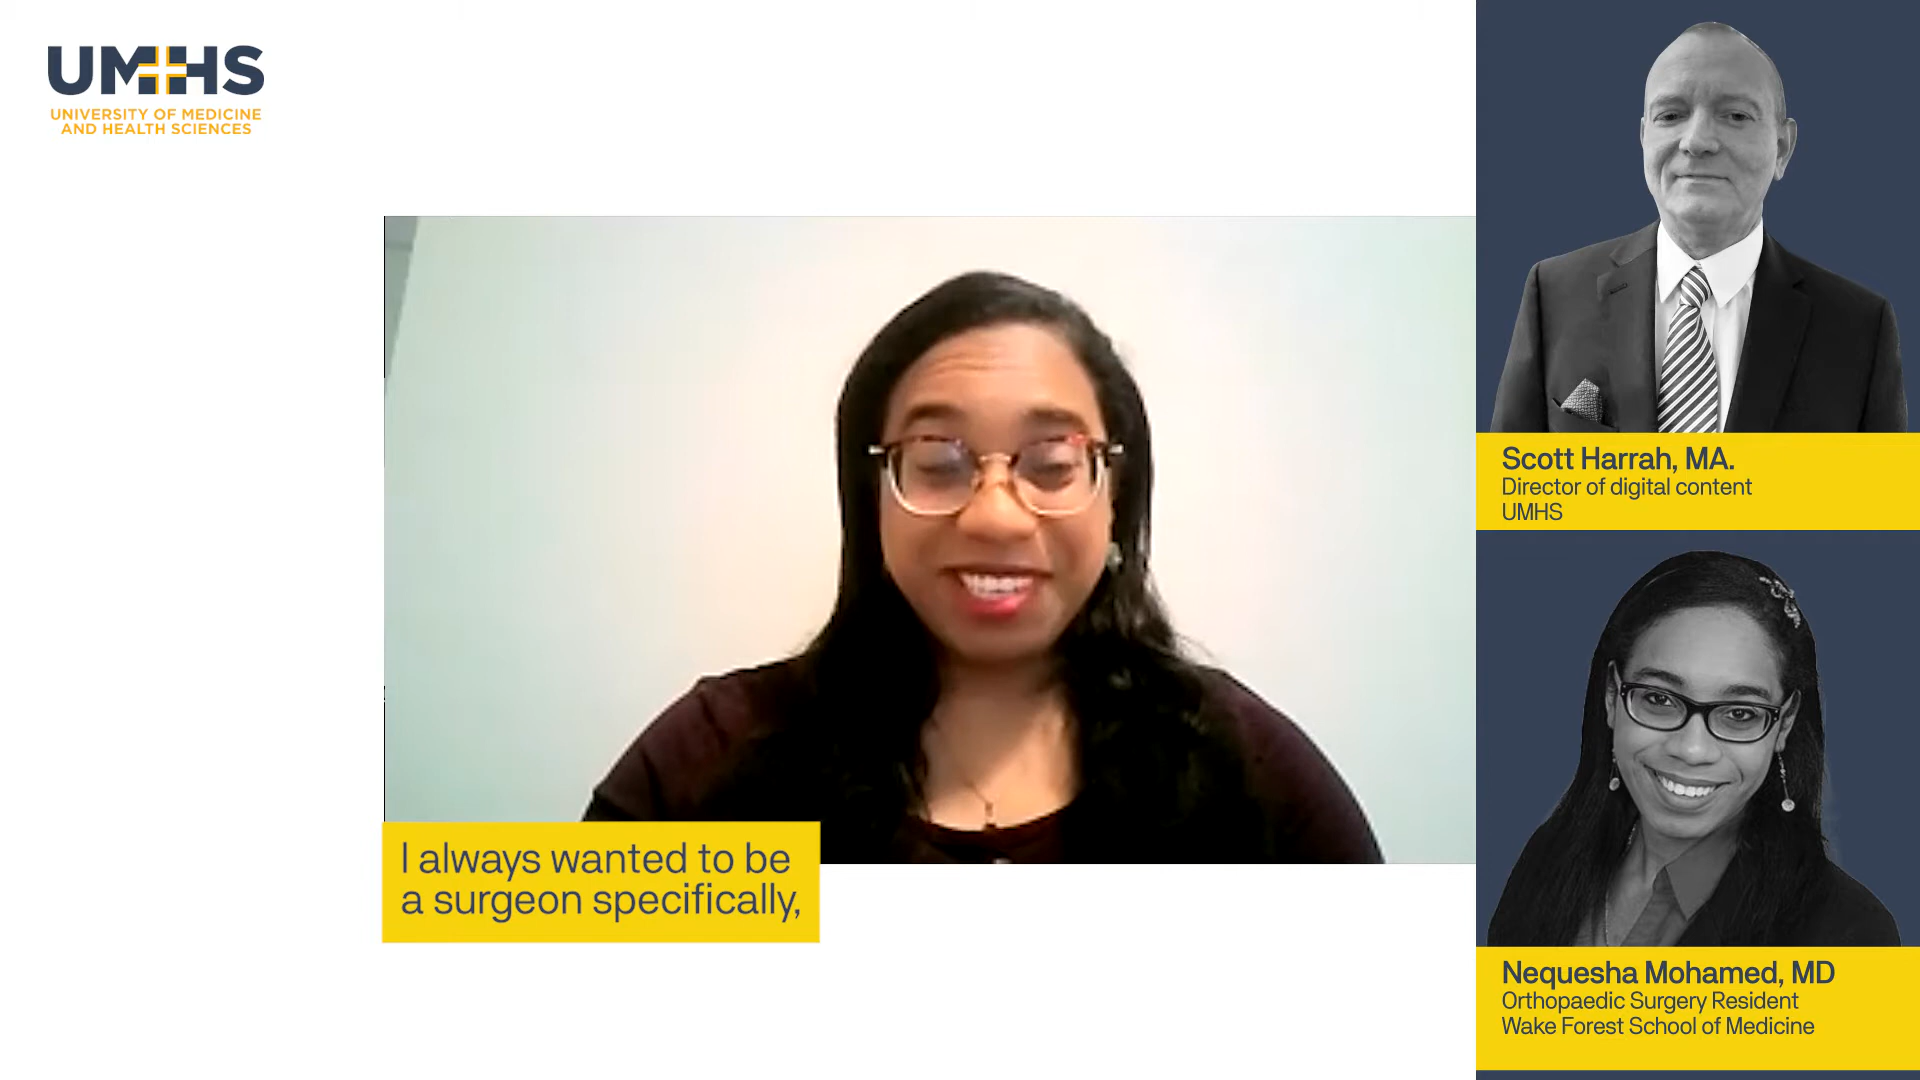 UMHS
UNIVERSITY OF MEDICINE
AND HEALTH SCIENCES
I always wanted to be
a surgeon specifically,
Scott Harrah, MA.
Director of digital content
UMHS
Nequesha Mohamed, MD
Orthopaedic Surgery Resident
Wake Forest School of Medicine